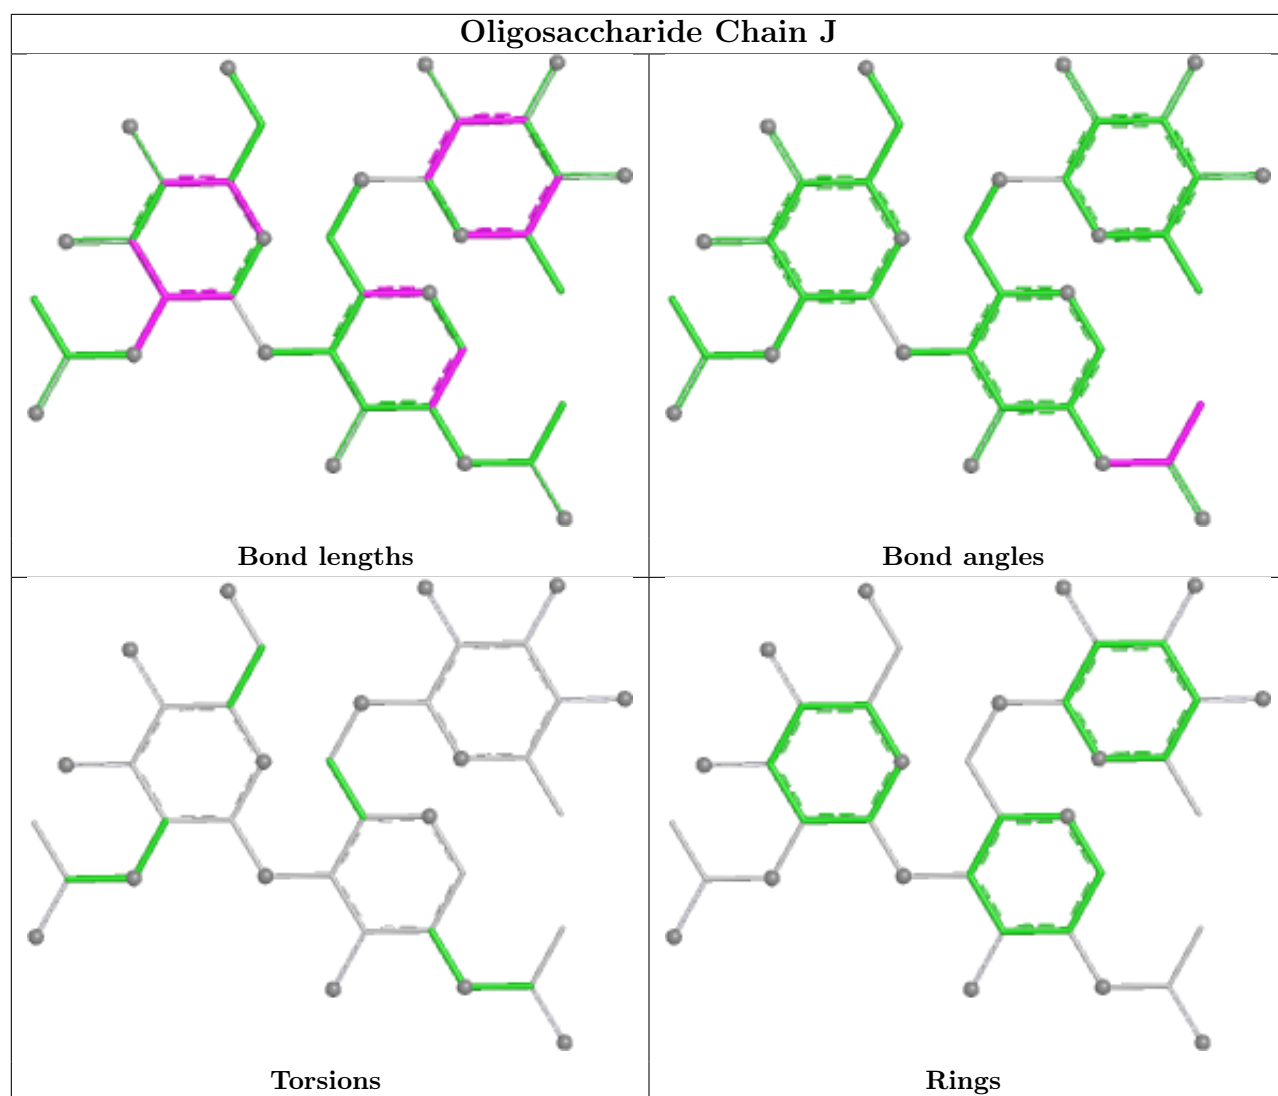 Oligosaccharide Chain J
Bond lengths
Bond angles
Torsions
Rings